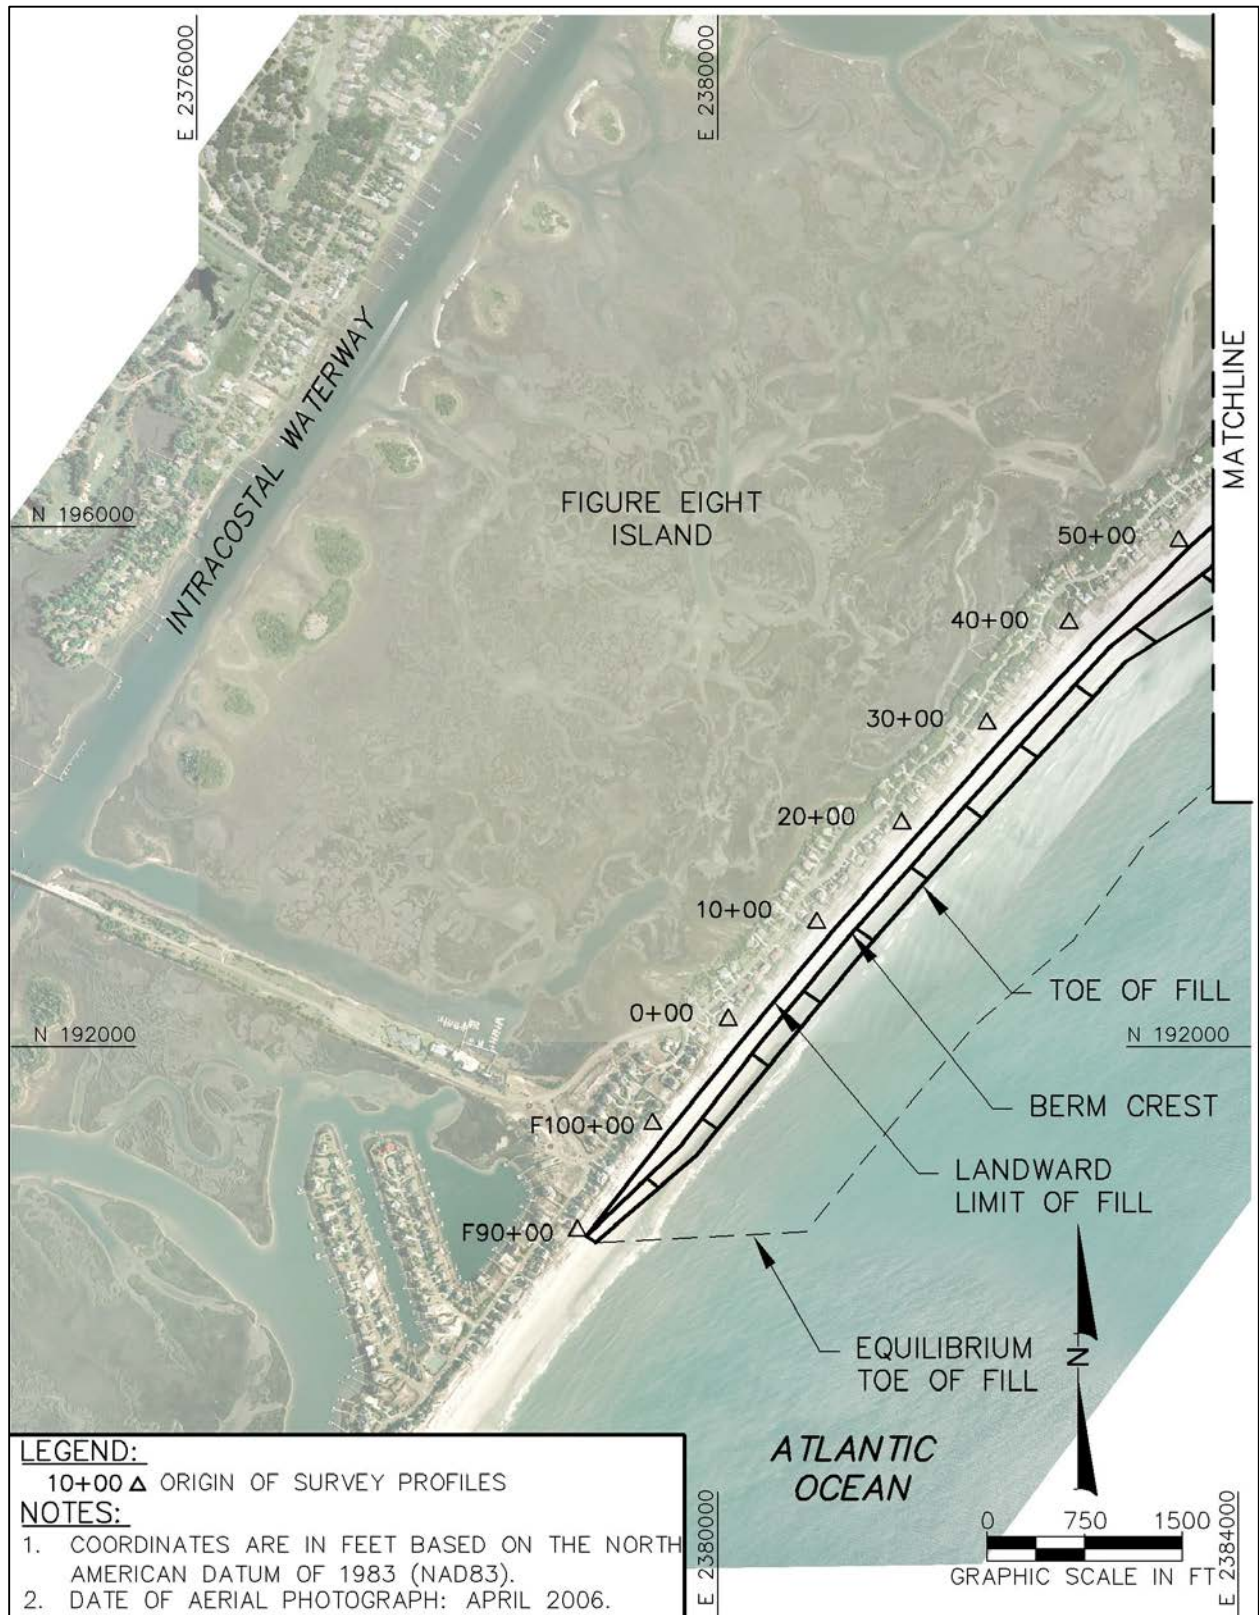 E 2376000
E 2380000
MATCHLINE
INTRACOSTAL WATERWAY
N 196000
FIGURE EIGHT
ISLAND
50+00
40+00
30+00
20+00
10+00
0+00
F100+00
F90+00
N 192000
N 192000
TOE OF FILL
BERM CREST
LANDWARD
LIMIT OF FILL
EQUILIBRIUM
TOE OF FILL
N
ATLANTIC
OCEAN
E 2380000
E 2384000
0 750 1500
GRAPHIC SCALE IN FT
LEGEND:
10+00 △ ORIGIN OF SURVEY PROFILES
NOTES:
1. COORDINATES ARE IN FEET BASED ON THE NORTH
AMERICAN DATUM OF 1983 (NAD83).
2. DATE OF AERIAL PHOTOGRAPH: APRIL 2006.